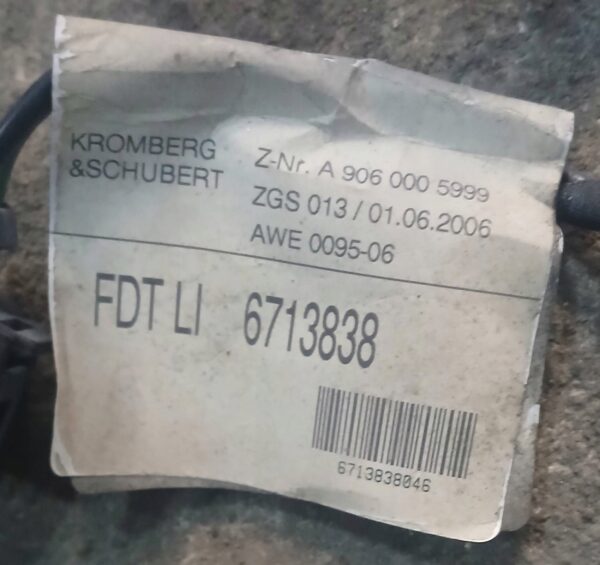 KROMBERG
&SCHUBERT
Z-Nr. A 906 000 5999
ZGS 013 / 01.06.2006
AWE 0095-06
FDT LI 6713838
6713838046